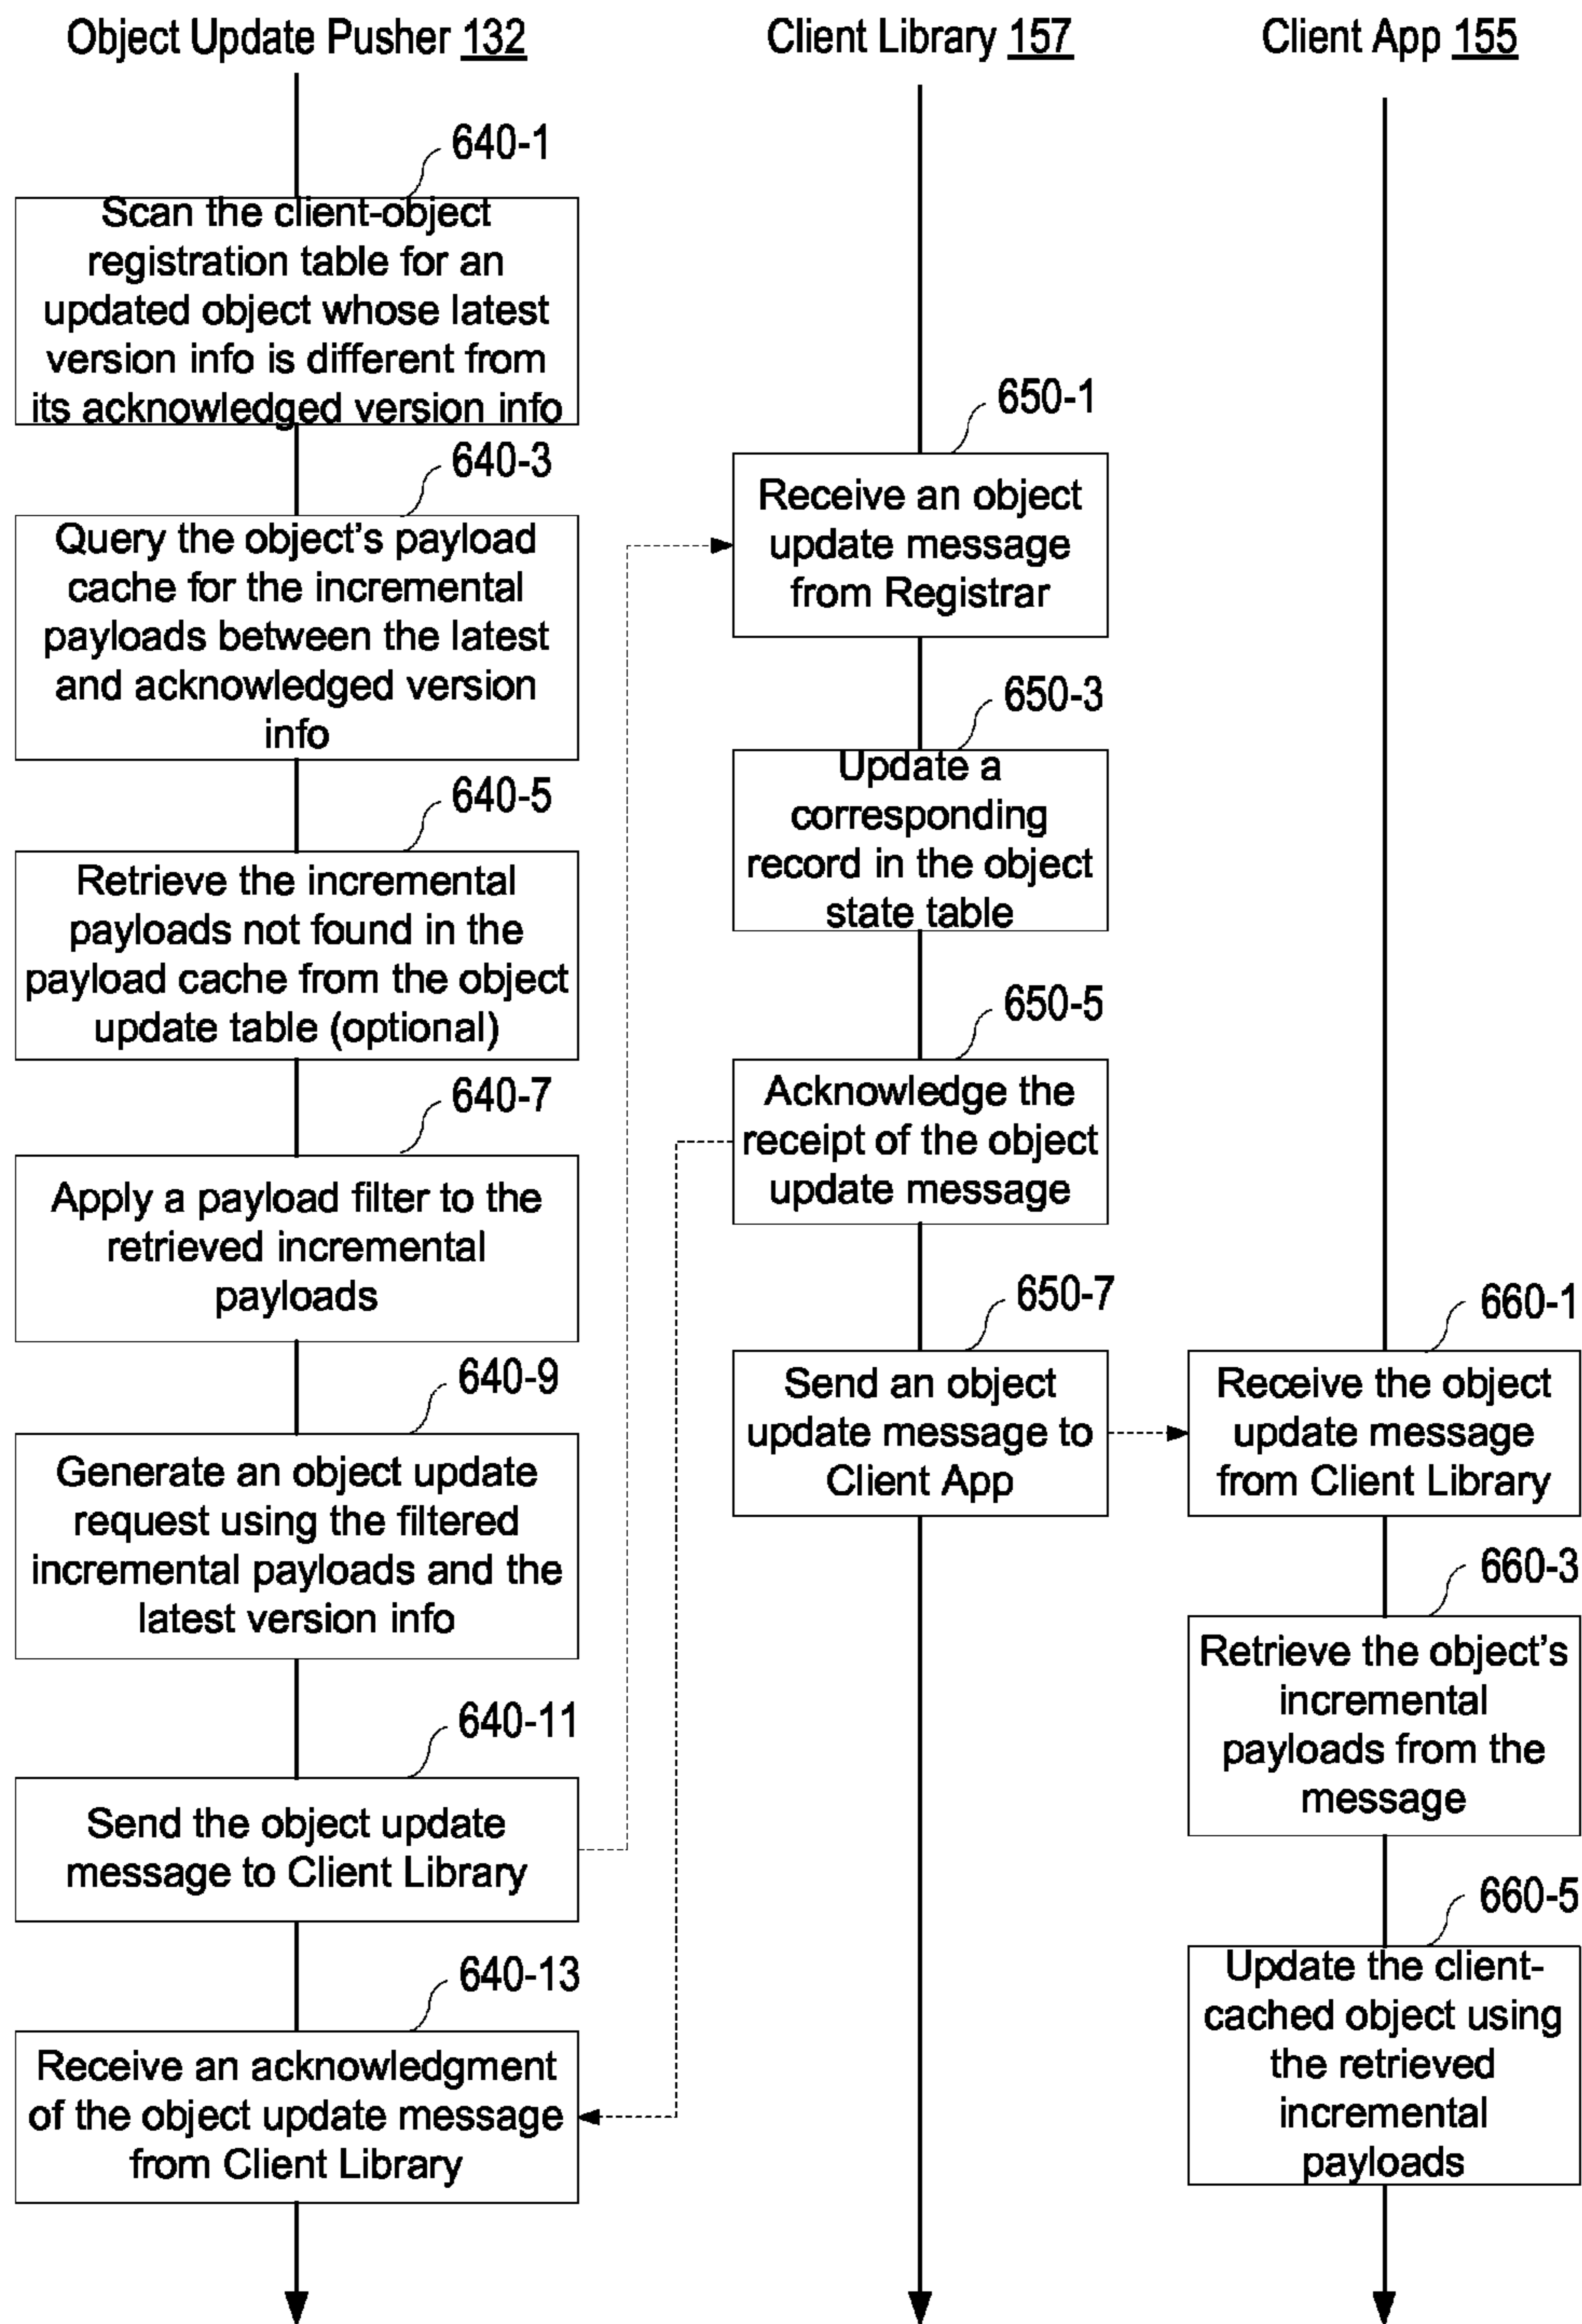 Object Update Pusher 132
Client Library 157
Client App 155
640-1
Scan the client-object
registration table for an
updated object whose latest
version info is different from
its acknowledged version info
640-3
Query the object's payload
cache for the incremental
payloads between the latest
and acknowledged version
info
640-5
Retrieve the incremental
payloads not found in the
payload cache from the object
update table (optional)
640-7
Apply a payload filter to the
retrieved incremental
payloads
640-9
Generate an object update
request using the filtered
incremental payloads and the
latest version info
640-11
Send the object update
message to Client Library
640-13
Receive an acknowledgment
of the object update message
from Client Library
650-1
Receive an object
update message
from Registrar
650-3
Update a
corresponding
record in the object
state table
650-5
Acknowledge the
receipt of the object
update message
650-7
Send an object
update message to
Client App
660-1
Receive the object
update message
from Client Library
660-3
Retrieve the object's
incremental
payloads from the
message
660-5
Update the client-
cached object using
the retrieved
incremental
payloads